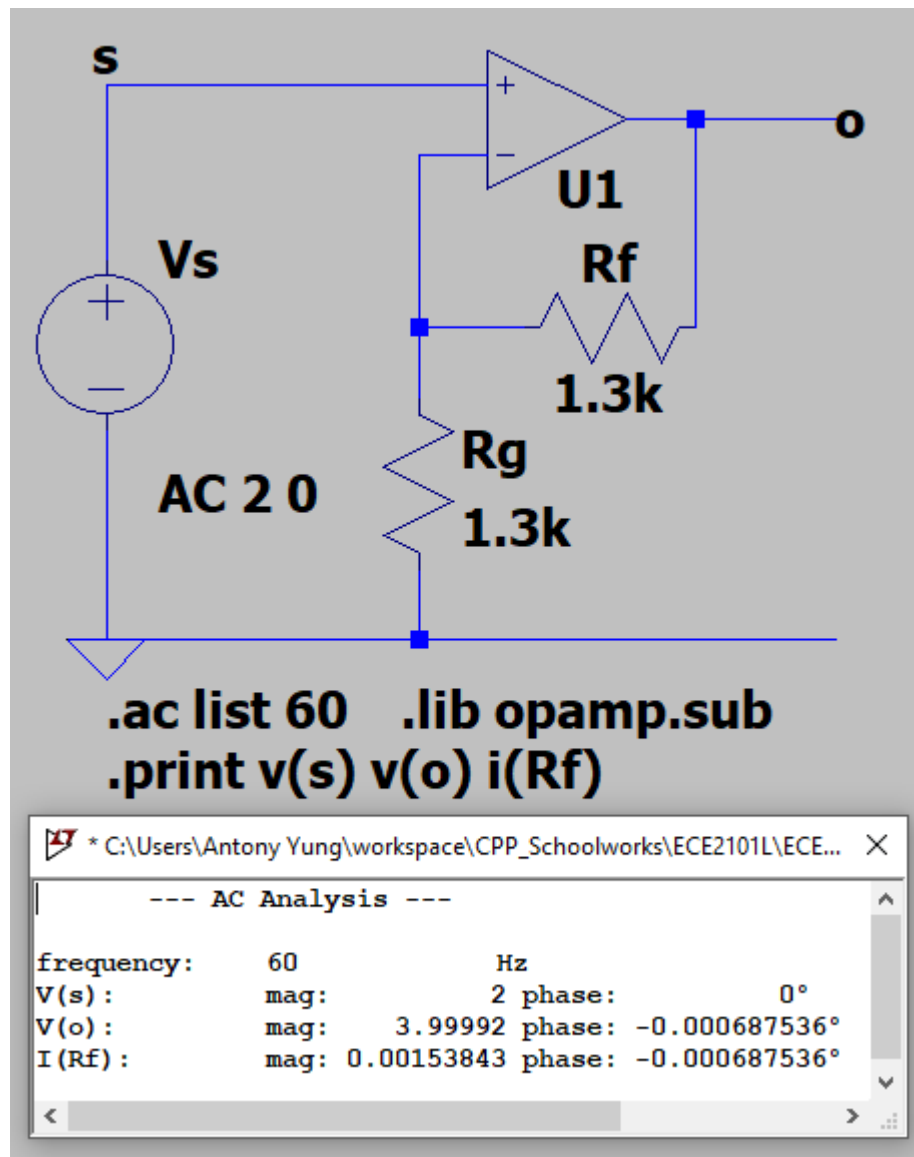 s
o
U1
Vs
Rf
1.3k
Rg
1.3k
AC 2 0
.ac list 60 .lib opamp.sub
.print v(s) v(o) i(Rf)
* C:\Users\Antony Yung\workspace\CPP_Schoolworks\ECE2101L\ECE...
--- AC Analysis ---
frequency: 60 Hz
V(s): mag: 2 phase: 0°
V(o): mag: 3.99992 phase: -0.000687536°
I(Rf): mag: 0.00153843 phase: -0.000687536°